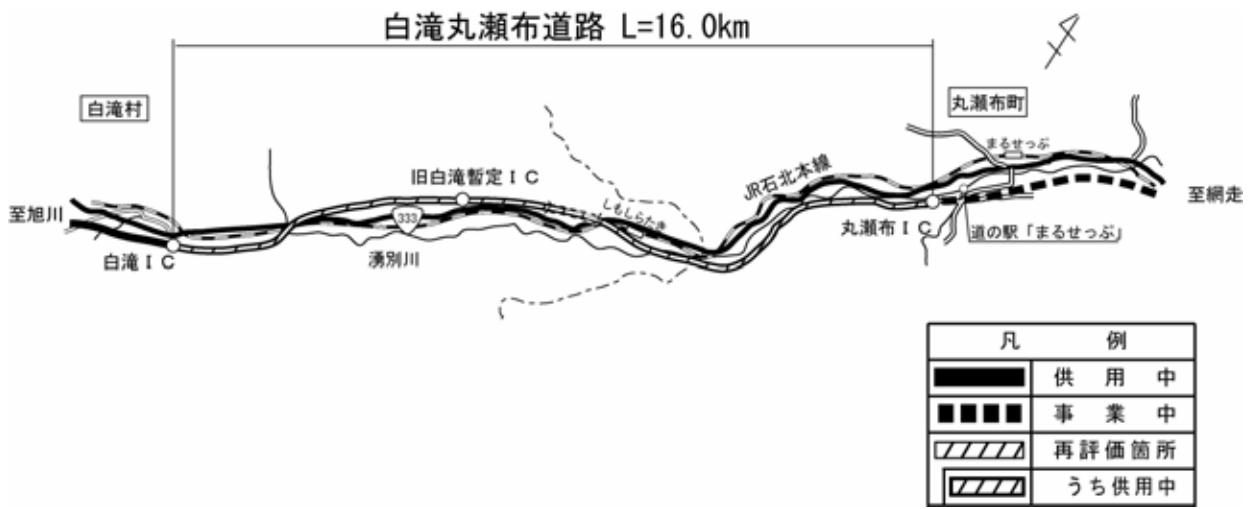 白滝丸瀬布道路 L=16.0km
白滝村
丸瀬布町
まるせっぷ
JR石北本線
旧白滝暫定IC
しもしらたき
333
至旭川
至網走
白滝IC
湧別川
丸瀬布IC
道の駅「まるせっぷ」
凡 例
供用中
事業中
再評価箇所
うち供用中